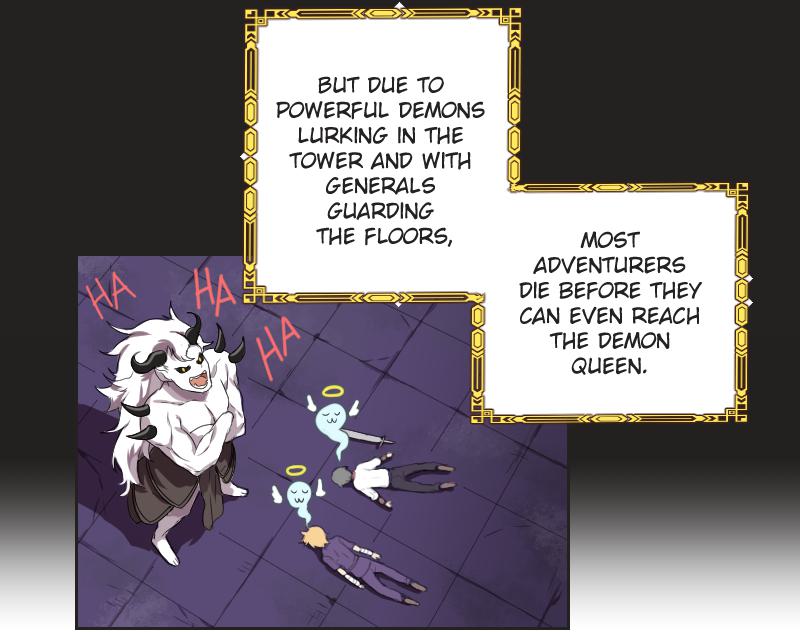 BUT DUE TO
POWERFUL DEMONS
LURKING IN THE
TOWER AND WITH
GENERALS
GUARDING
THE FLOORS,
MOST
ADVENTURERS
DIE BEFORE THEY
CAN EVEN REACH
THE DEMON
QUEEN.
HA
HA
HA